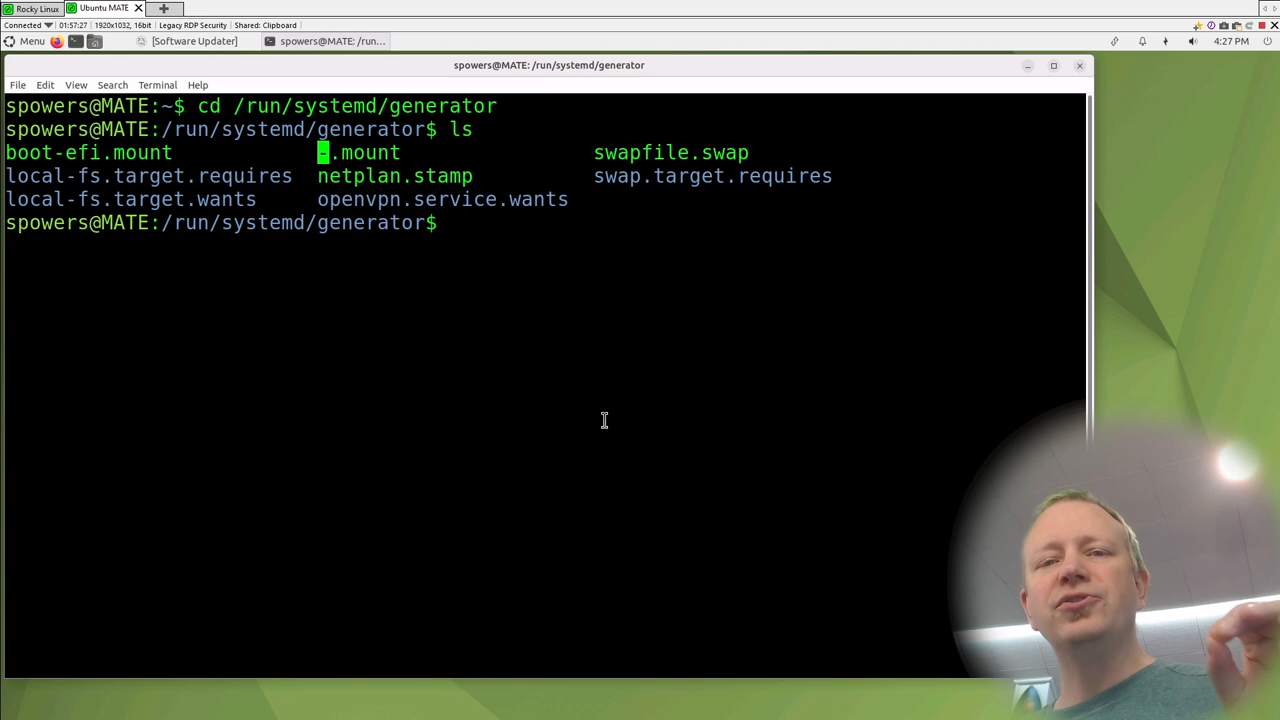 Rocky Linux Ubuntu MATE
Connected 01:57:27 1920x1032, 16bit Legacy RDP Security Shared: Clipboard
Menu [Software Updater] spowers@MATE: /run... 4:27 PM
spowers@MATE: /run/systemd/generator
File Edit View Search Terminal Help
spowers@MATE:~$ cd /run/systemd/generator
spowers@MATE:/run/systemd/generator$ ls
boot-efi.mount -.mount swapfile.swap
local-fs.target.requires netplan.stamp swap.target.requires
local-fs.target.wants openvpn.service.wants
spowers@MATE:/run/systemd/generator$